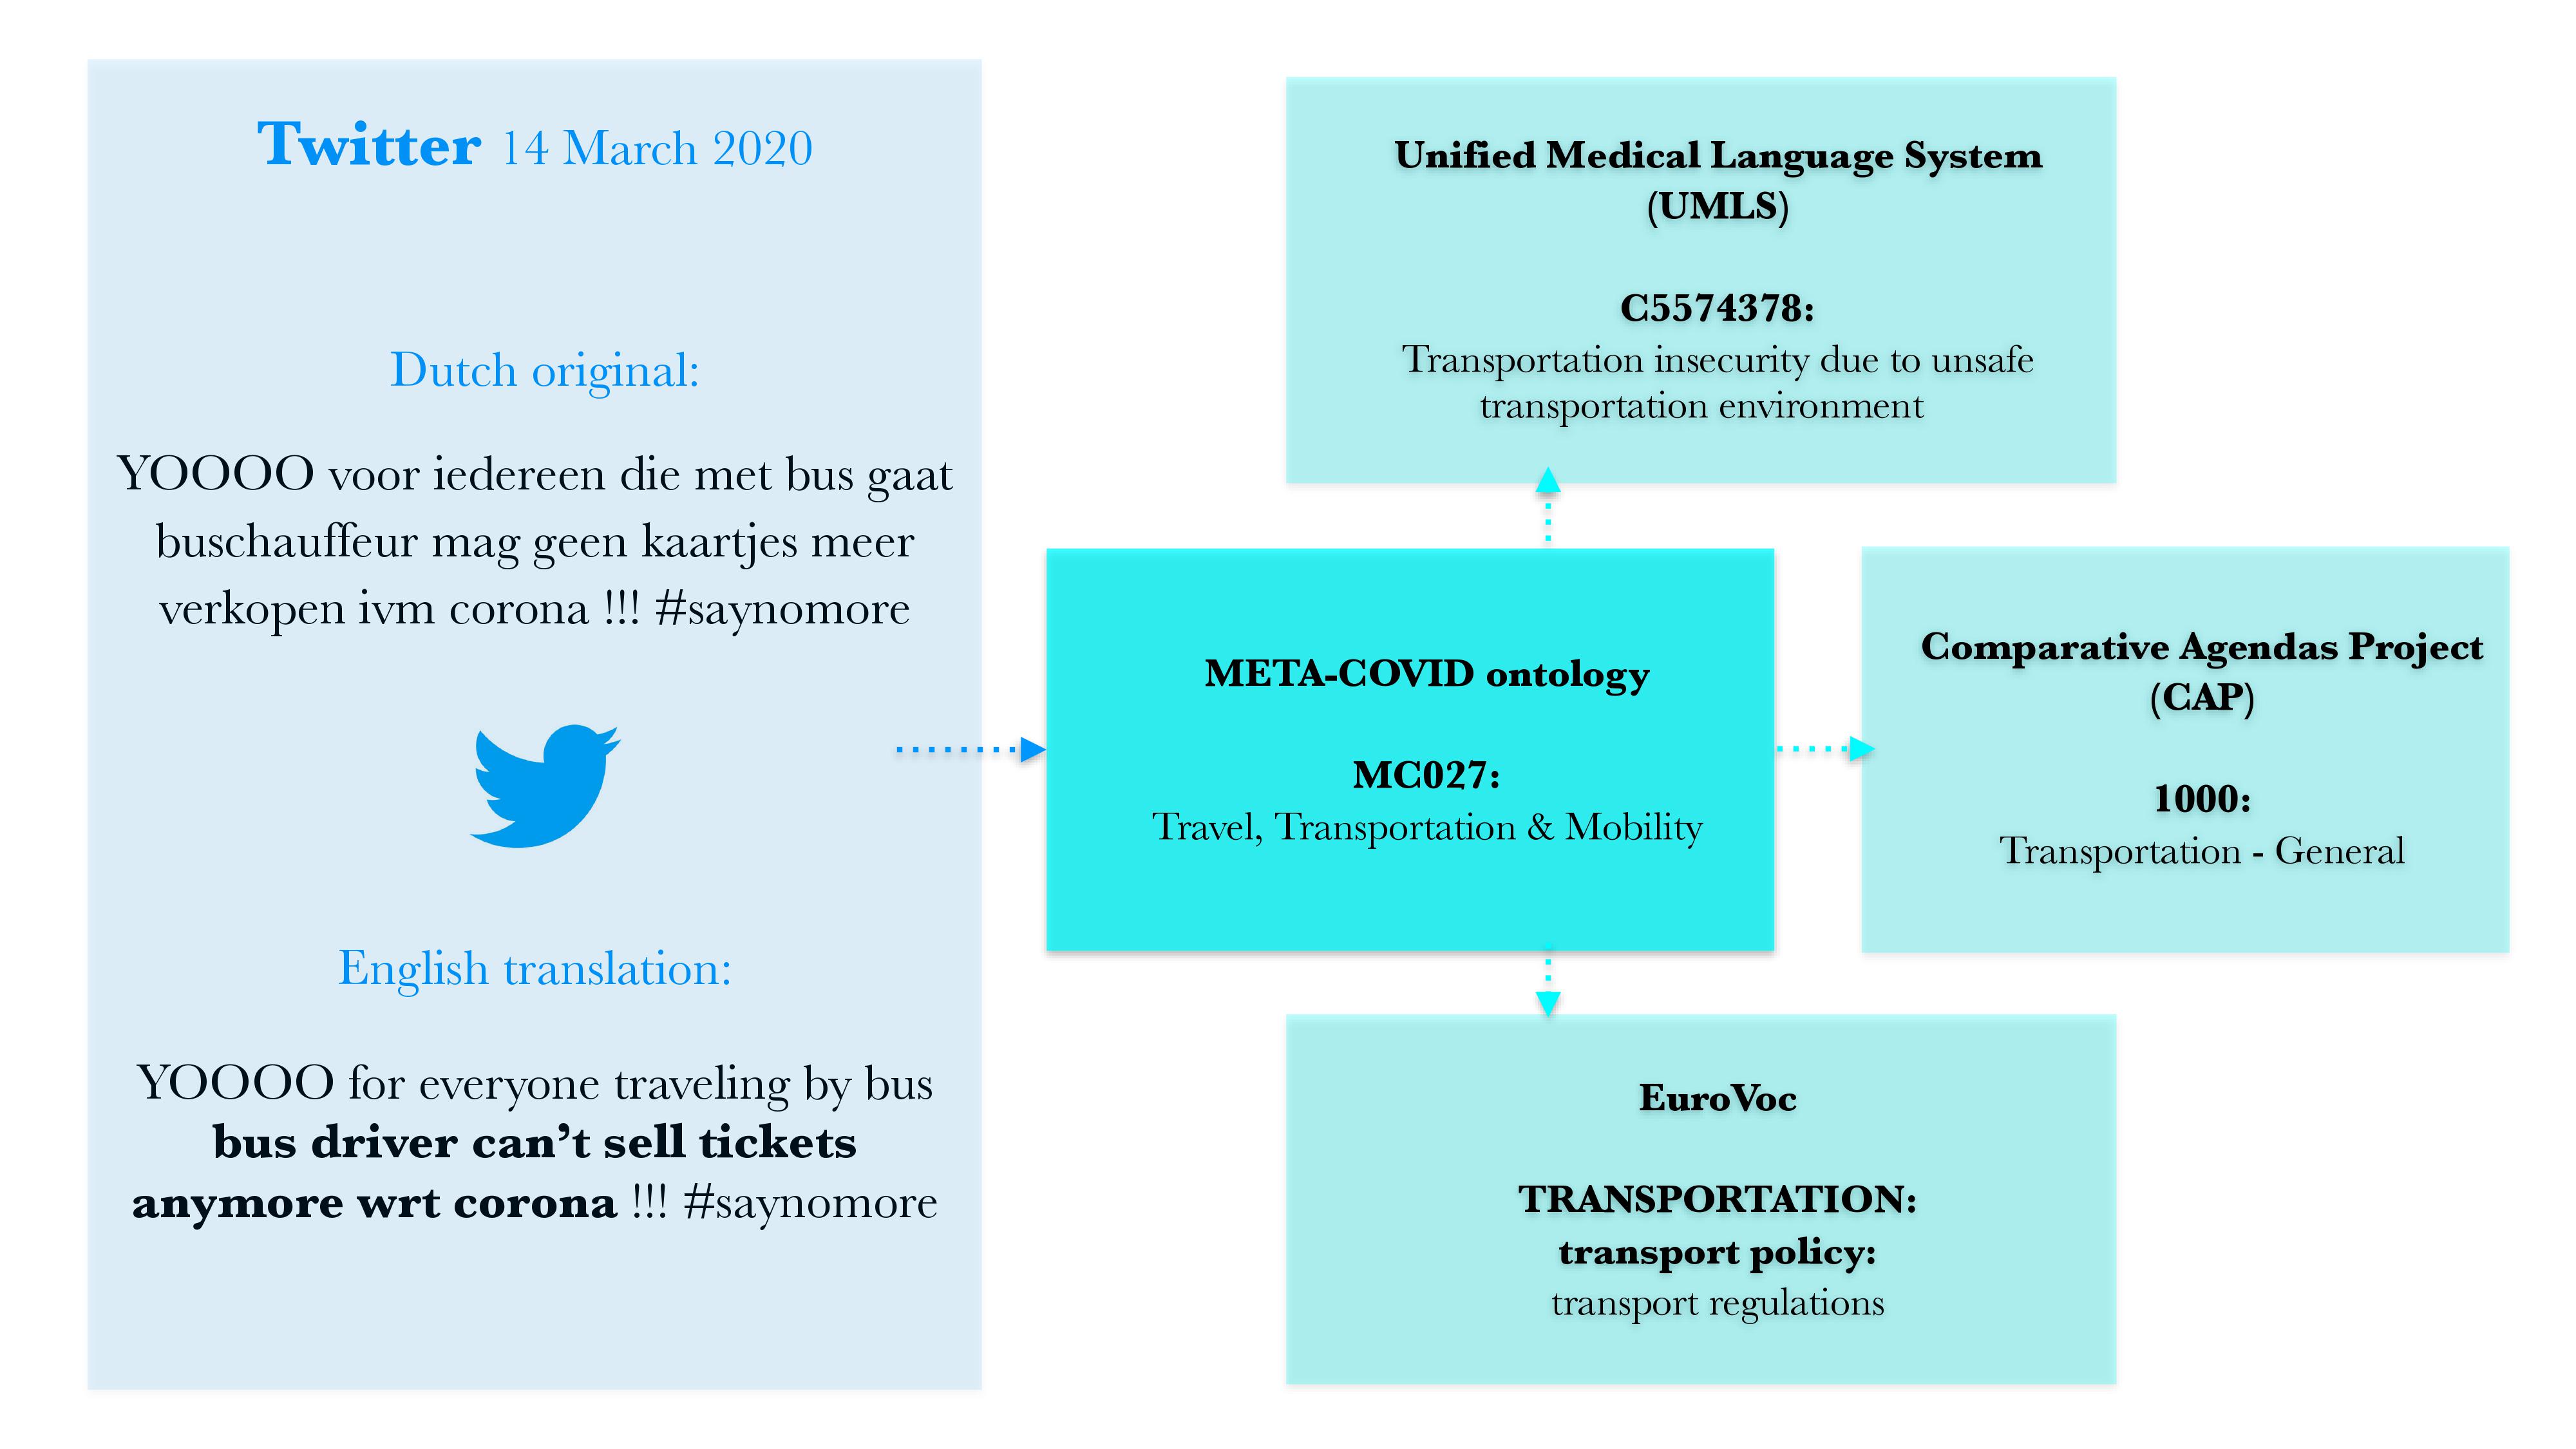 Twitter 14 March 2020
Dutch original:
YOOOO voor iedereen die met bus gaat
buschauffeur mag geen kaartjes meer
verkopen ivm corona !!! #saynomore
English translation:
YOOOO for everyone traveling by bus
bus driver can’t sell tickets
anymore wrt corona !!! #saynomore
META-COVID ontology
MC027:
Travel, Transportation & Mobility
Unified Medical Language System
(UMLS)
C5574378:
Transportation insecurity due to unsafe
transportation environment
Comparative Agendas Project
(CAP)
1000:
Transportation - General
EuroVoc
TRANSPORTATION:
transport policy:
transport regulations